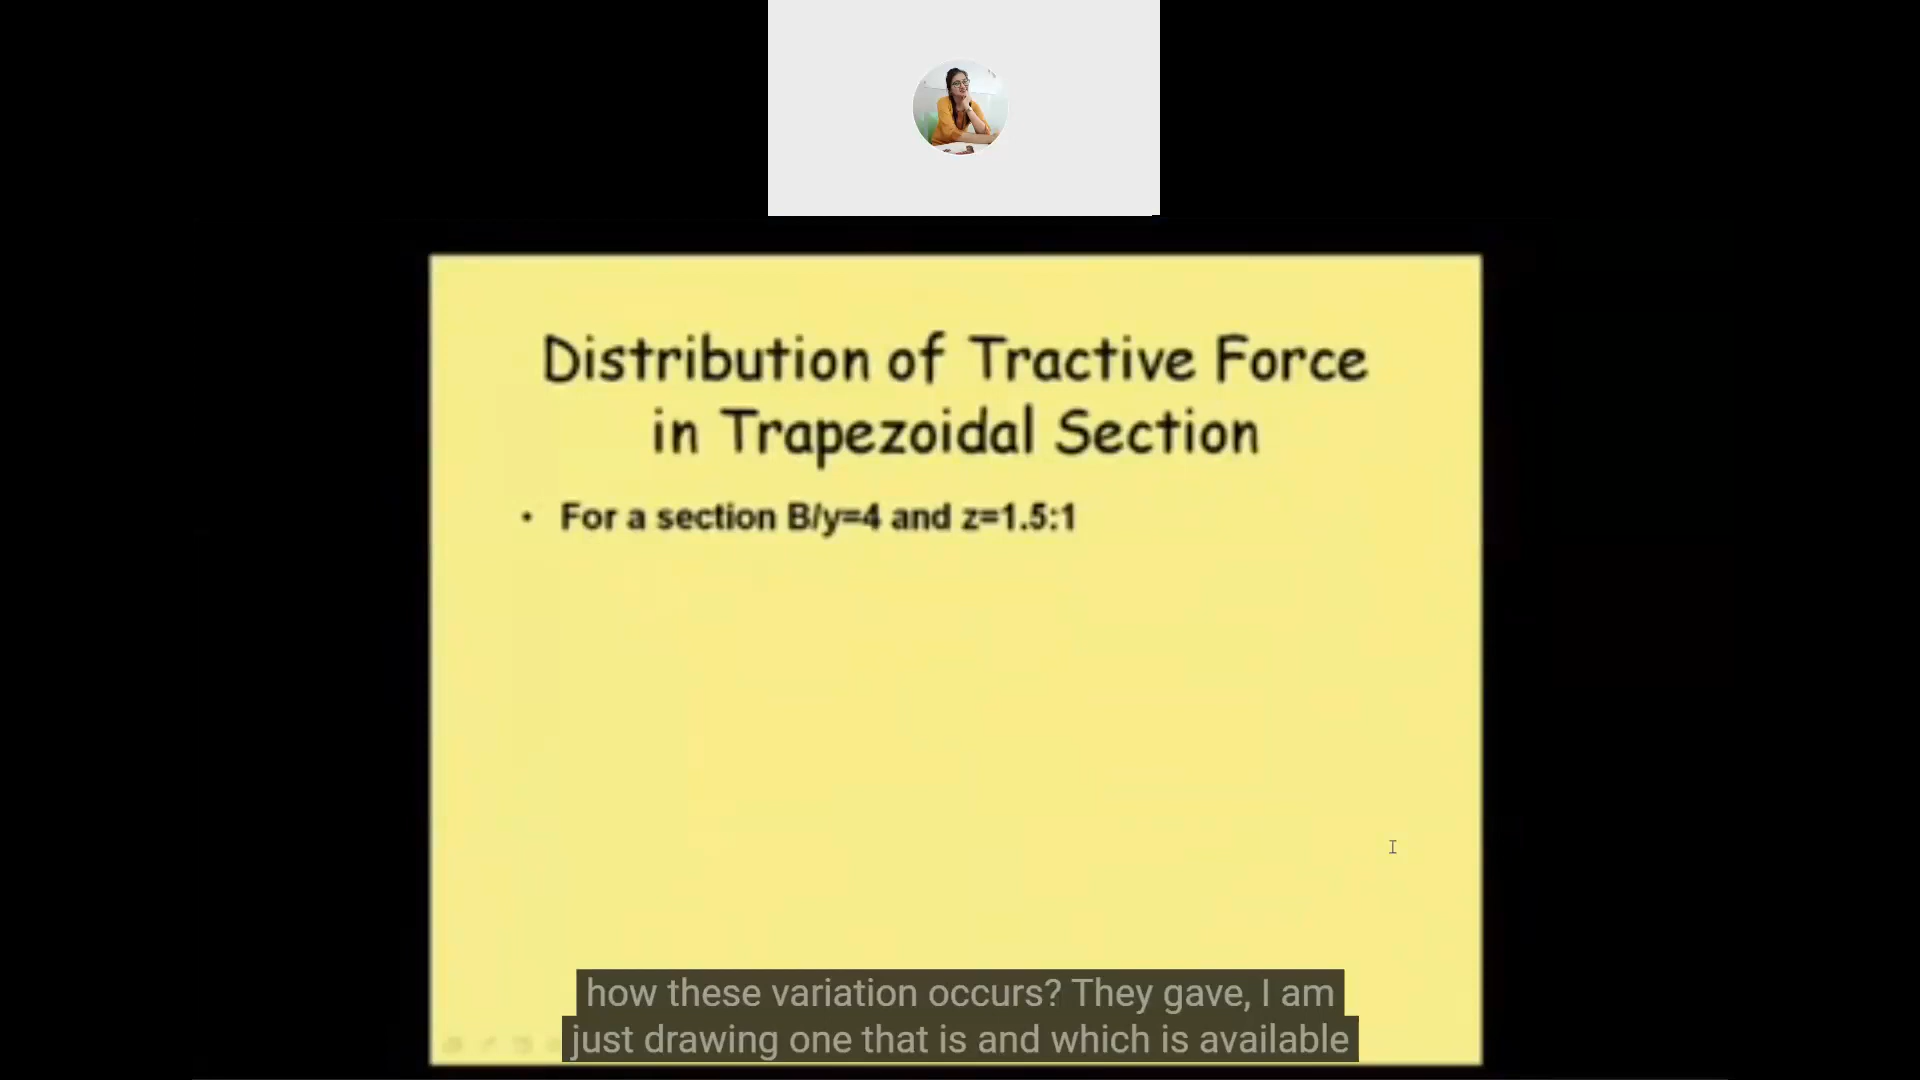 Distribution of Tractive Force
in Trapezoidal Section
• For a section B/y=4 and z=1.5:1
how these variation occurs? They gave, I am
just drawing one that is and which is available